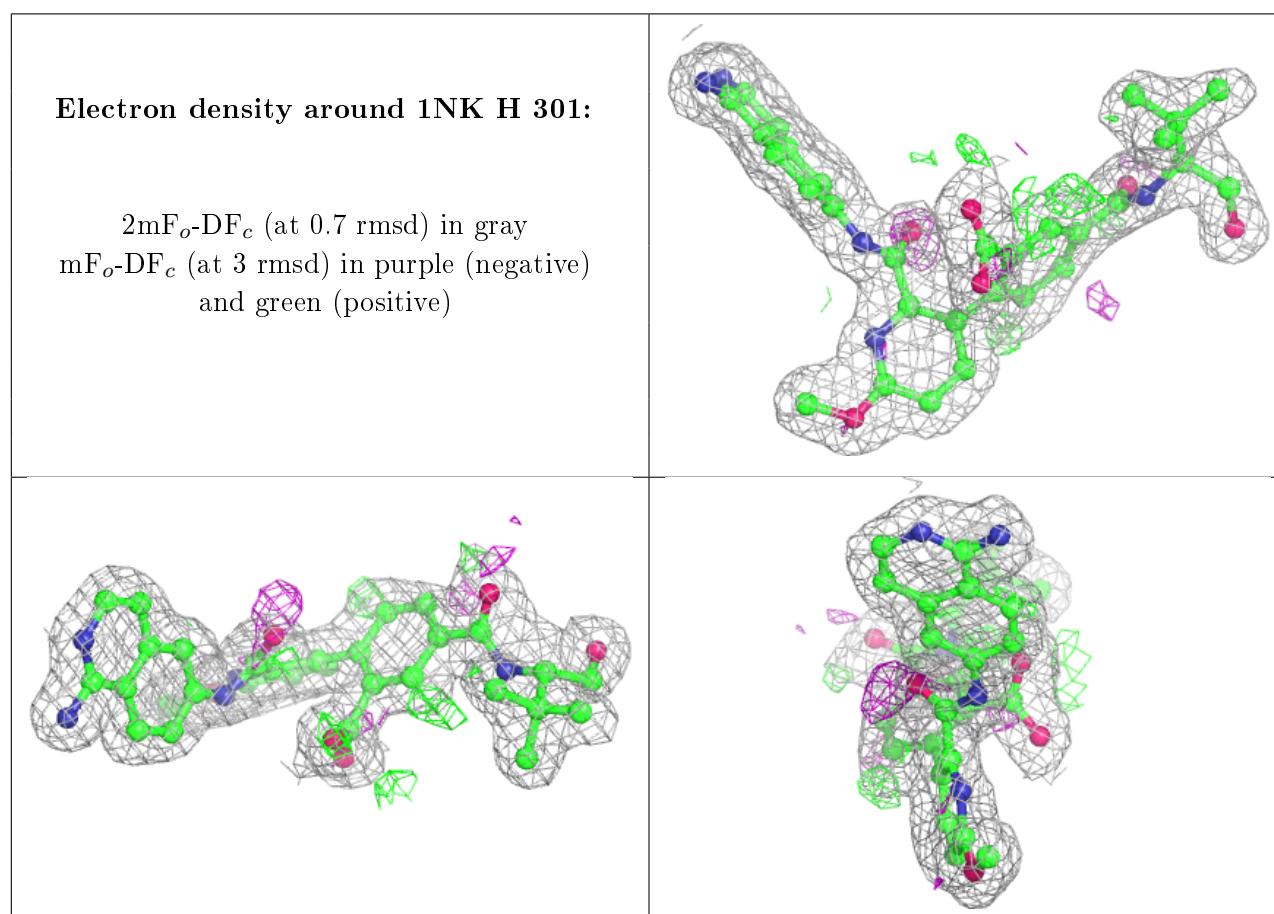 Electron density around 1NK H 301:
2mFo-DFc (at 0.7 rmsd) in gray
mFo-DFc (at 3 rmsd) in purple (negative)
and green (positive)